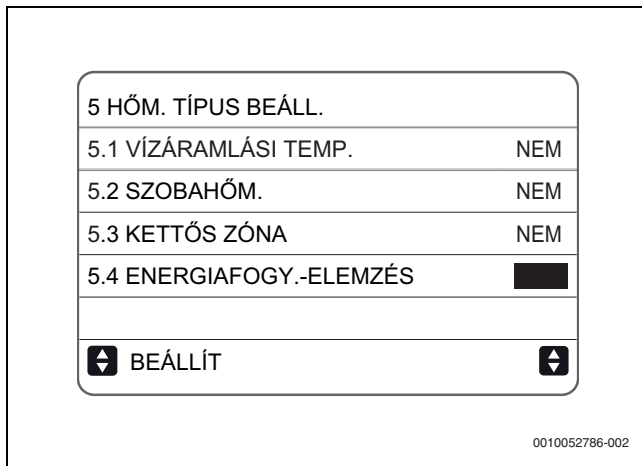 5 HŐM. TÍPUS BEÁLL.
5.1 VÍZÁRAMLÁSI TEMP. NEM
5.2 SZOBAHŐM. NEM
5.3 KETTŐS ZÓNA NEM
5.4 ENERGIAFOGY.-ELEMZÉS
BEÁLLÍT
0010052786-002